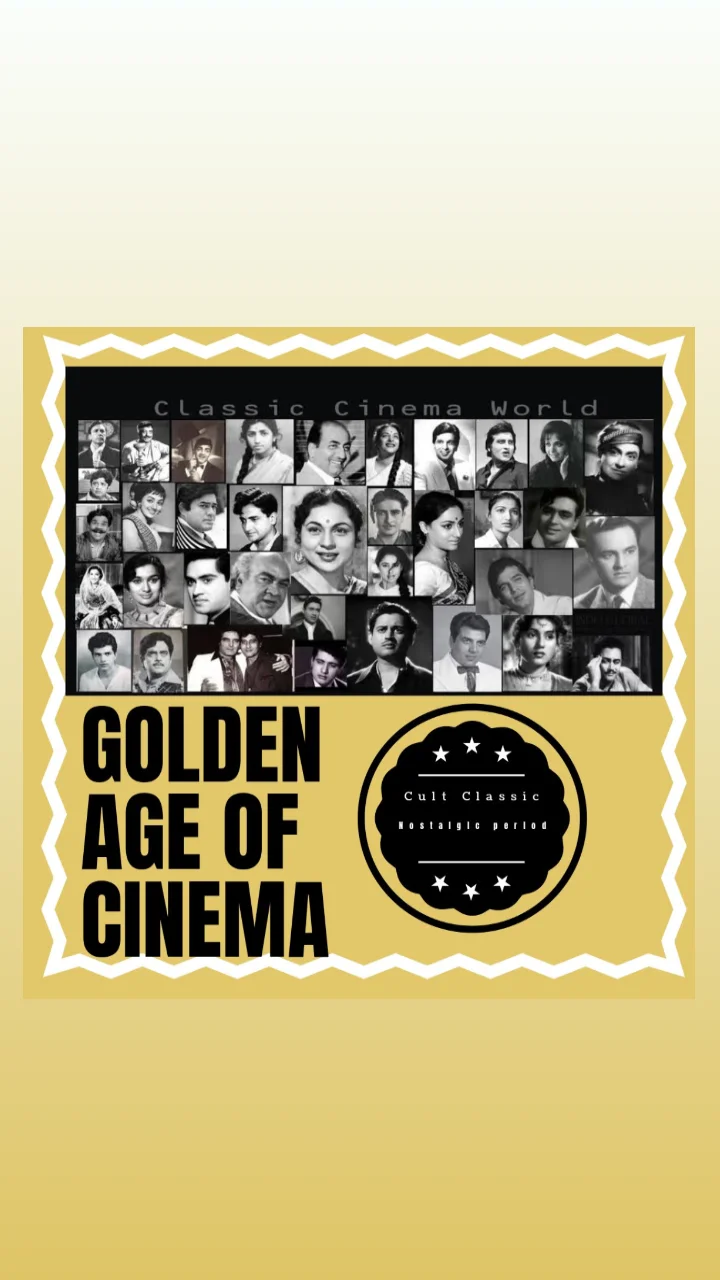 Classic Cinema World
GOLDEN
AGE OF
CINEMA
Cult Classic
Nostalgic period